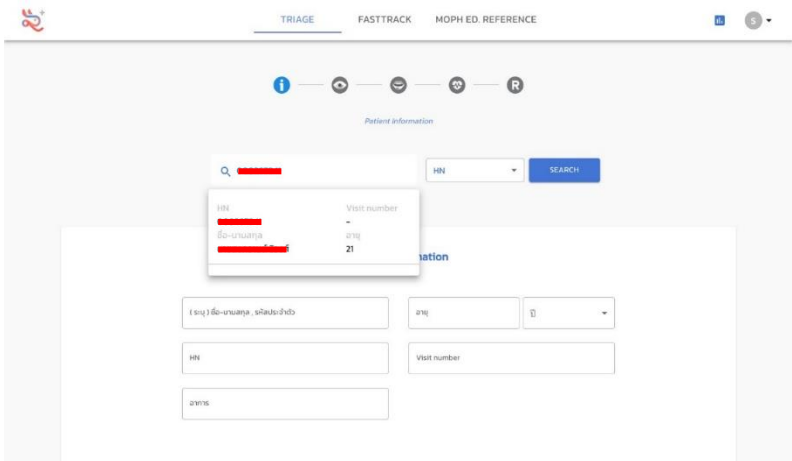 TRIAGE FASTTRACK MOPH ED. REFERENCE
S
i R
Patient Information
HN SEARCH
HN Visit number
-
ชื่อ-นามสกุล อายุ
21
mation
( ระบุ ) ชื่อ-นามสกุล , รหัสประจำตัว อายุ ปี
HN Visit number
อาการ